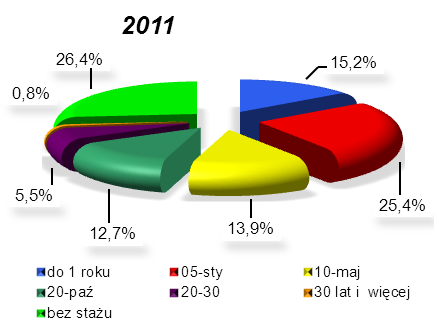 2011
26,4%
15,2%
0,8%
5,5%
25,4%
12,7%
13,9%
do 1 roku
05-sty
10-maj
20-paź
20-30
30 lat i więcej
bez stażu